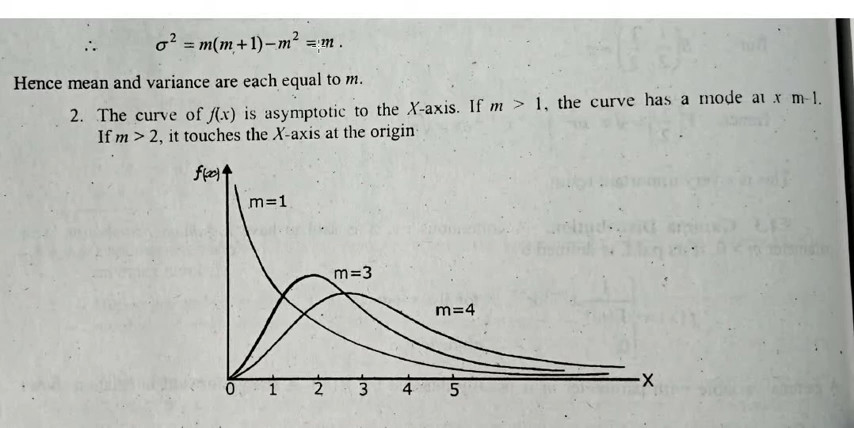 ∴ σ² = m(m+1)–m² = m .
Hence mean and variance are each equal to m.
2. The curve of f(x) is asymptotic to the X-axis. If m > 1, the curve has a mode at x m-1.
If m > 2, it touches the X-axis at the origin
f(x)
m=1
m=3
m=4
0 1 2 3 4 5 X